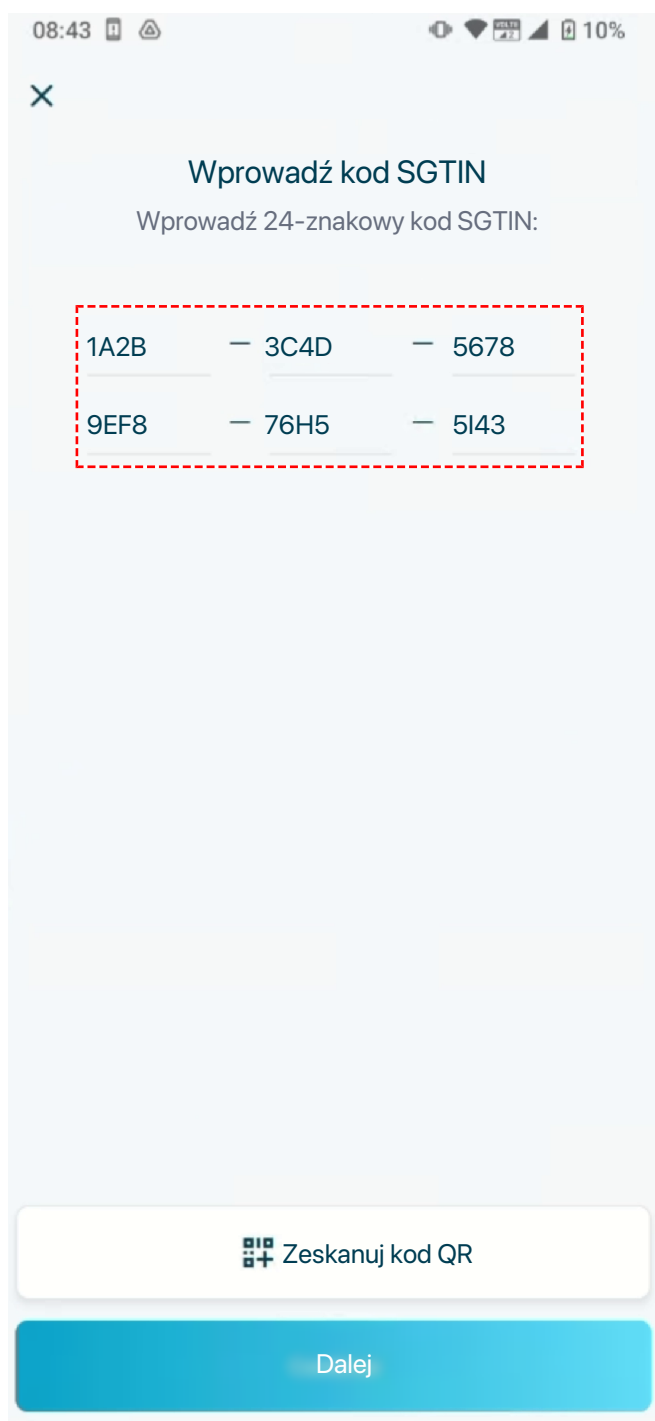 08:43 10%
Wprowadź kod SGTIN
Wprowadź 24-znakowy kod SGTIN:
1A2B – 3C4D – 5678
9EF8 – 76H5 – 5I43
Zeskanuj kod QR
Dalej